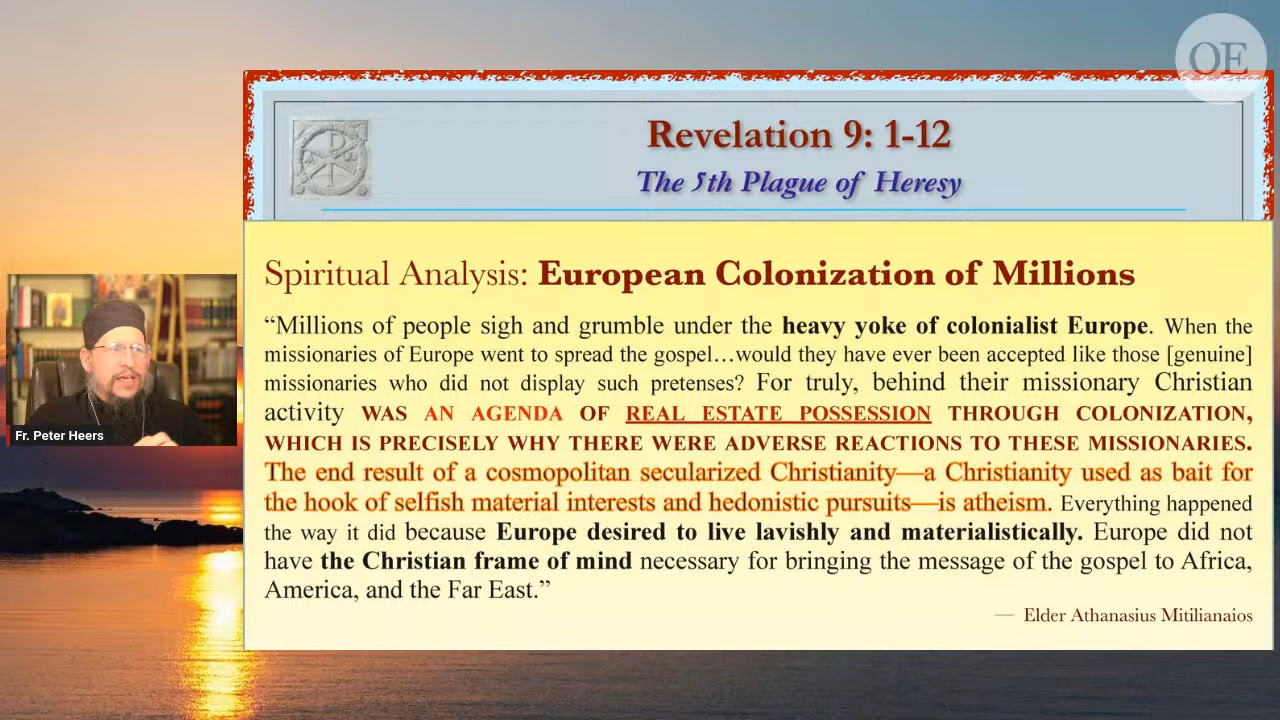 OE
Revelation 9: 1-12
The 5th Plague of Heresy
Spiritual Analysis: European Colonization of Millions
“Millions of people sigh and grumble under the heavy yoke of colonialist Europe. When the
missionaries of Europe went to spread the gospel…would they have ever been accepted like those [genuine]
missionaries who did not display such pretenses? For truly, behind their missionary Christian
activity WAS AN AGENDA OF REAL ESTATE POSSESSION THROUGH COLONIZATION,
WHICH IS PRECISELY WHY THERE WERE ADVERSE REACTIONS TO THESE MISSIONARIES.
The end result of a cosmopolitan secularized Christianity—a Christianity used as bait for
the hook of selfish material interests and hedonistic pursuits—is atheism. Everything happened
the way it did because Europe desired to live lavishly and materialistically. Europe did not
have the Christian frame of mind necessary for bringing the message of the gospel to Africa,
America, and the Far East.”
— Elder Athanasius Mitilianaios
Fr. Peter Heers